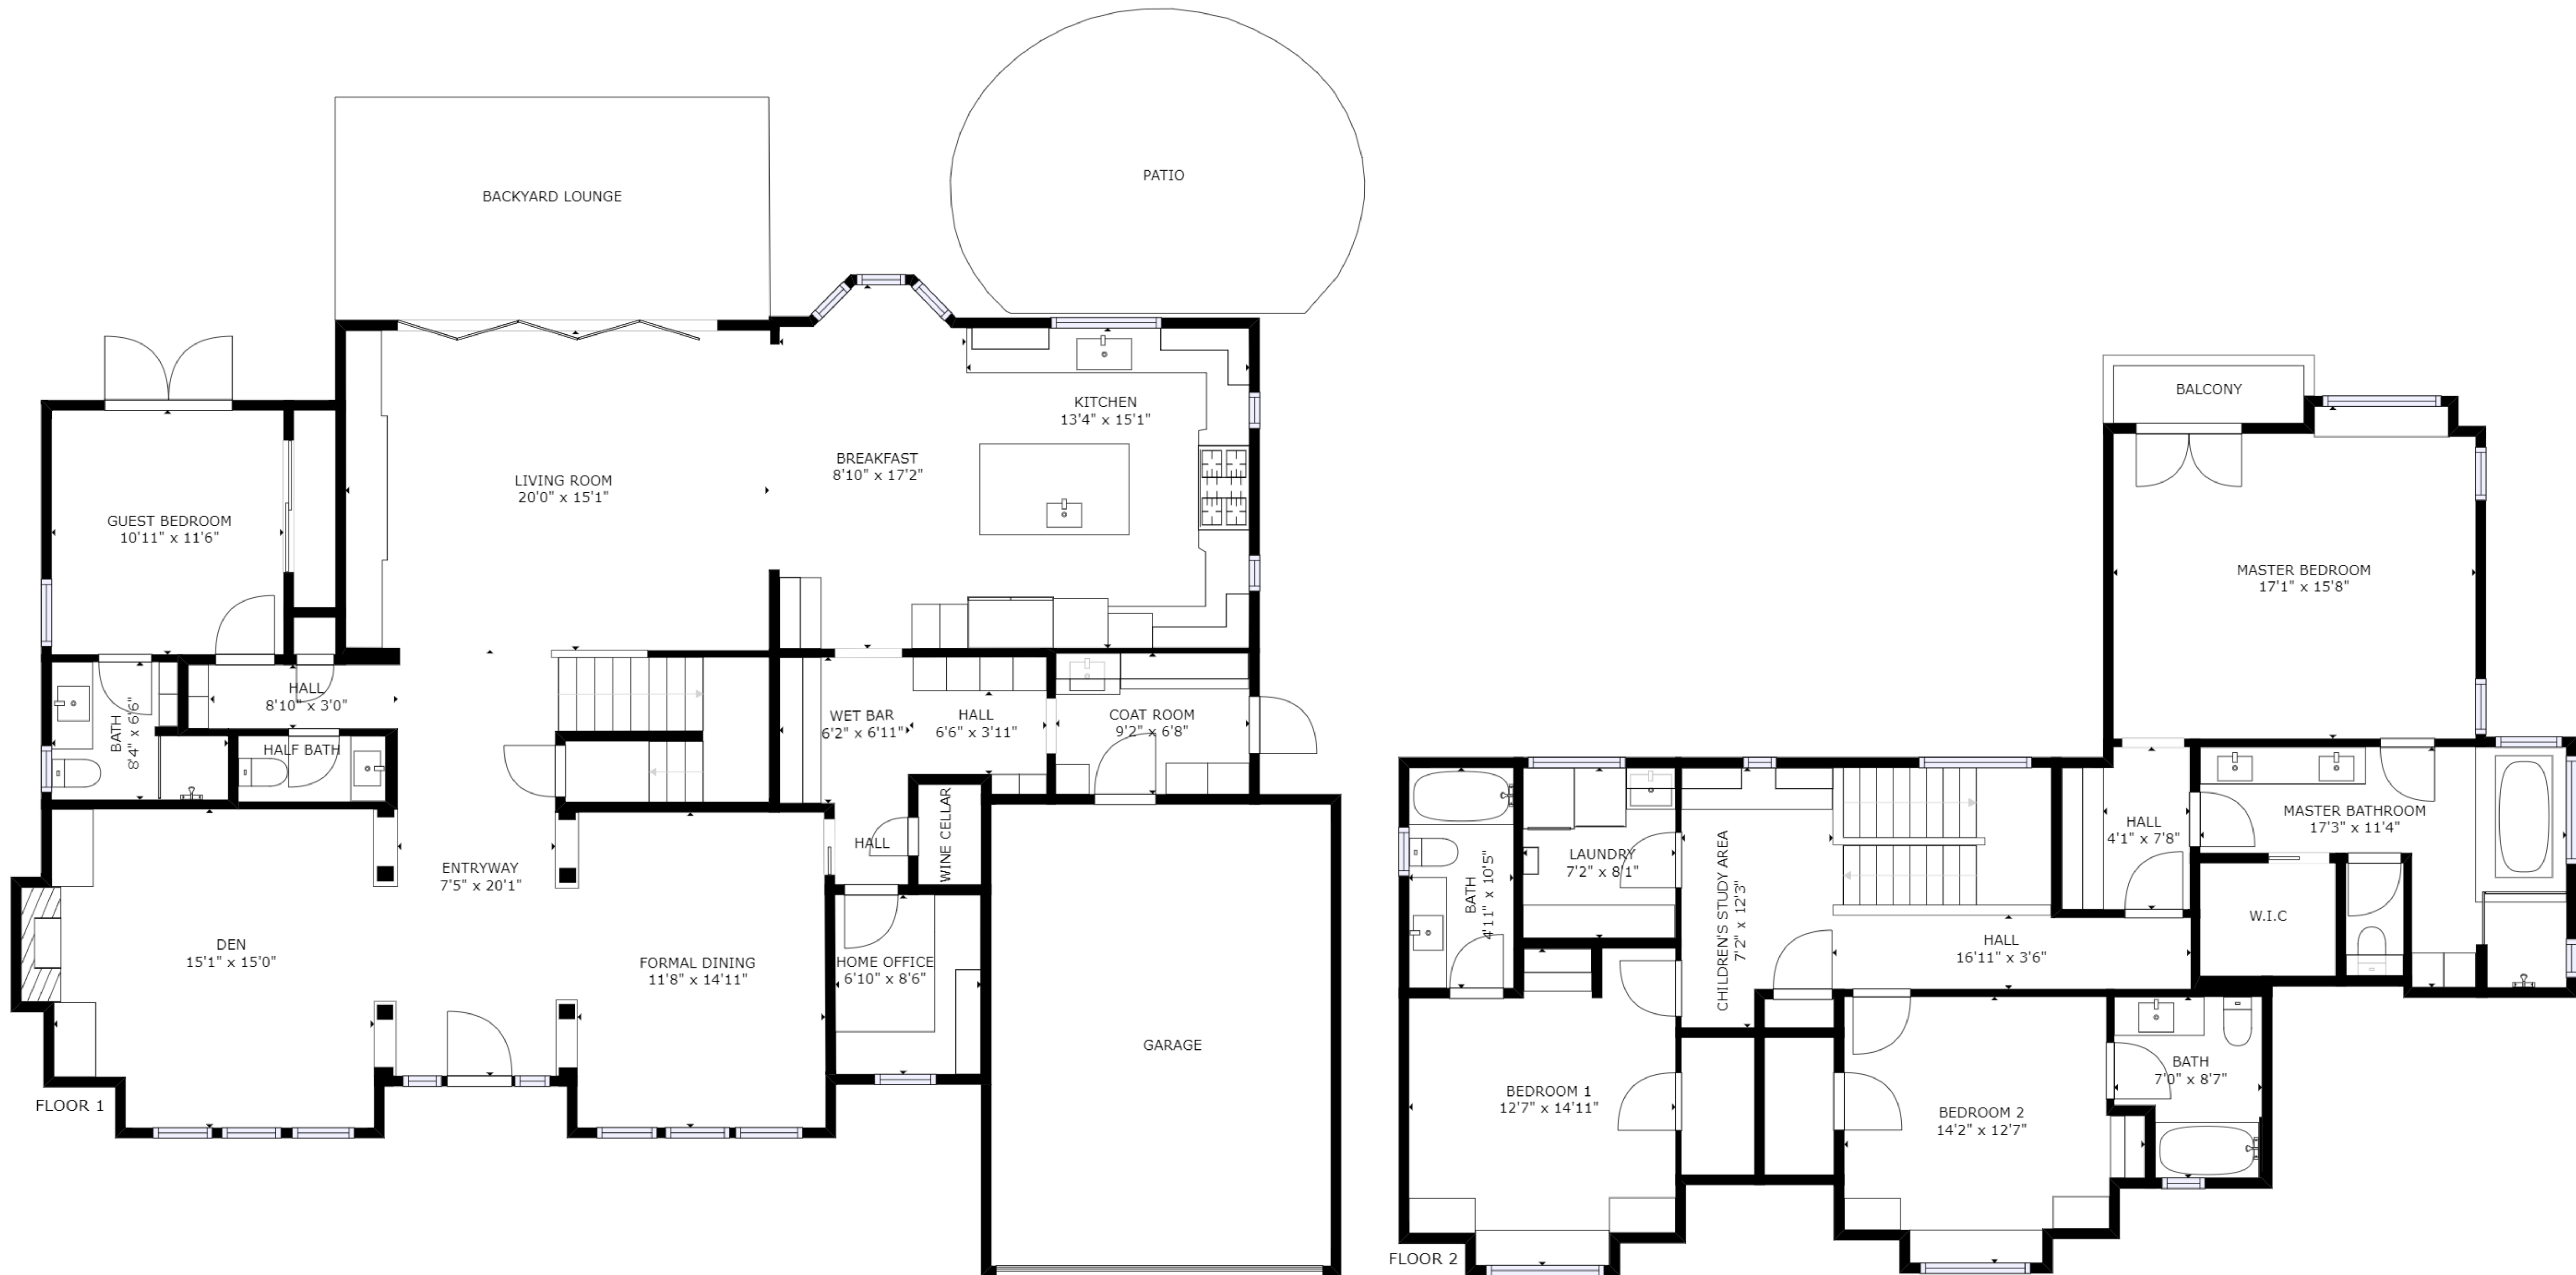 BACKYARD LOUNGE
PATIO
KITCHEN
13'4" x 15'1"
BREAKFAST
8'10" x 17'2"
LIVING ROOM
20'0" x 15'1"
GUEST BEDROOM
10'11" x 11'6"
HALL
8'10" x 3'0"
BATH
8'4" x 6'6"
HALF BATH
WET BAR
6'2" x 6'11"
HALL
6'6" x 3'11"
COAT ROOM
9'2" x 6'8"
HALL
WINE CELLAR
ENTRYWAY
7'5" x 20'1"
DEN
15'1" x 15'0"
FORMAL DINING
11'8" x 14'11"
HOME OFFICE
6'10" x 8'6"
GARAGE
FLOOR 1
BALCONY
MASTER BEDROOM
17'1" x 15'8"
MASTER BATHROOM
17'3" x 11'4"
HALL
4'1" x 7'8"
LAUNDRY
7'2" x 8'1"
BATH
4'11" x 10'5"
CHILDREN'S STUDY AREA
7'2" x 12'3"
W.I.C
HALL
16'11" x 3'6"
BATH
7'0" x 8'7"
BEDROOM 1
12'7" x 14'11"
BEDROOM 2
14'2" x 12'7"
FLOOR 2